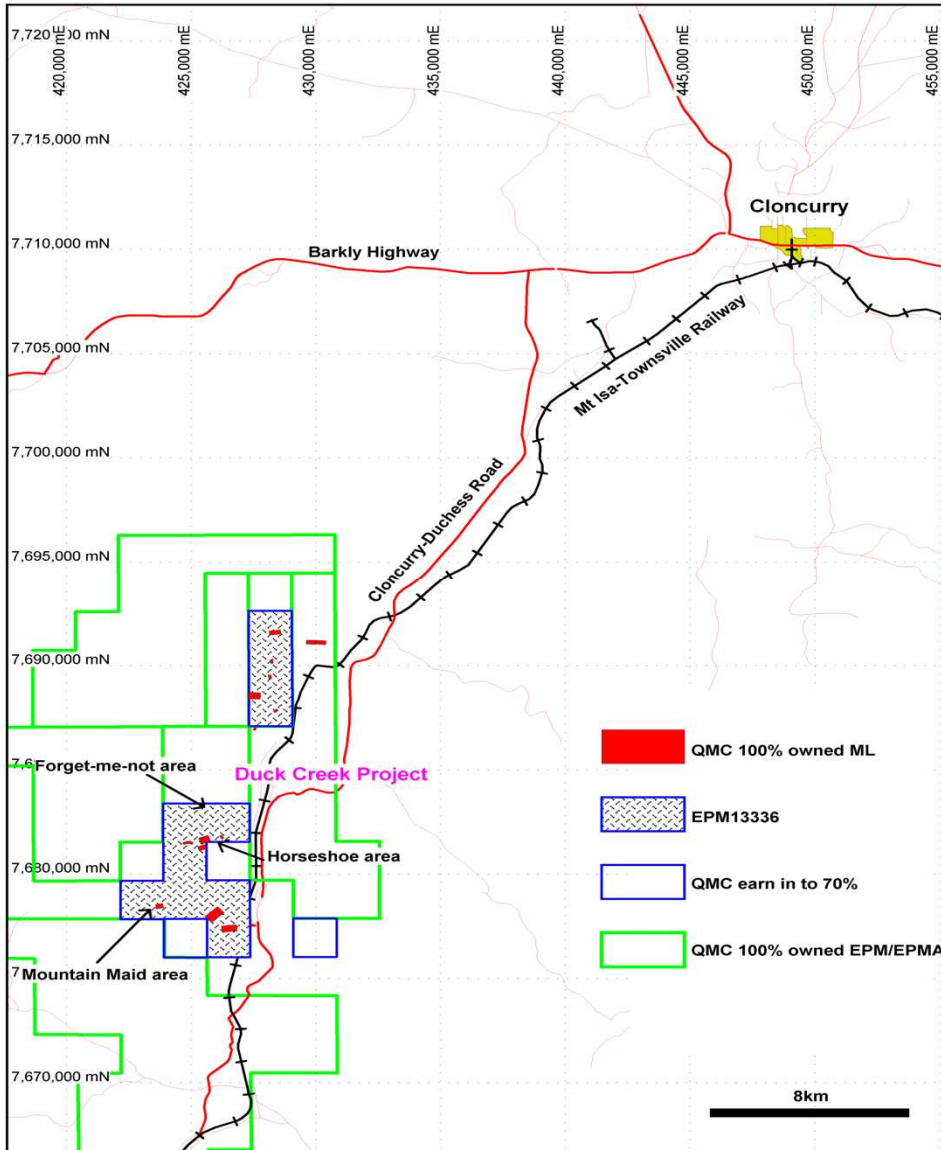 420,000 mE
425,000 mE
430,000 mE
435,000 mE
440,000 mE
445,000 mE
450,000 mE
455,000 mE
7,720,000 mN
7,715,000 mN
Cloncurry
7,710,000 mN
Barkly Highway
7,705,000 mN
Mt Isa-Townsville Railway
7,700,000 mN
Cloncurry-Duchess Road
7,695,000 mN
7,690,000 mN
QMC 100% owned ML
Forget-me-not area
Duck Creek Project
EPM13336
Horseshoe area
7,680,000 mN
QMC earn in to 70%
Mountain Maid area
QMC 100% owned EPM/EPMA
7,670,000 mN
8km